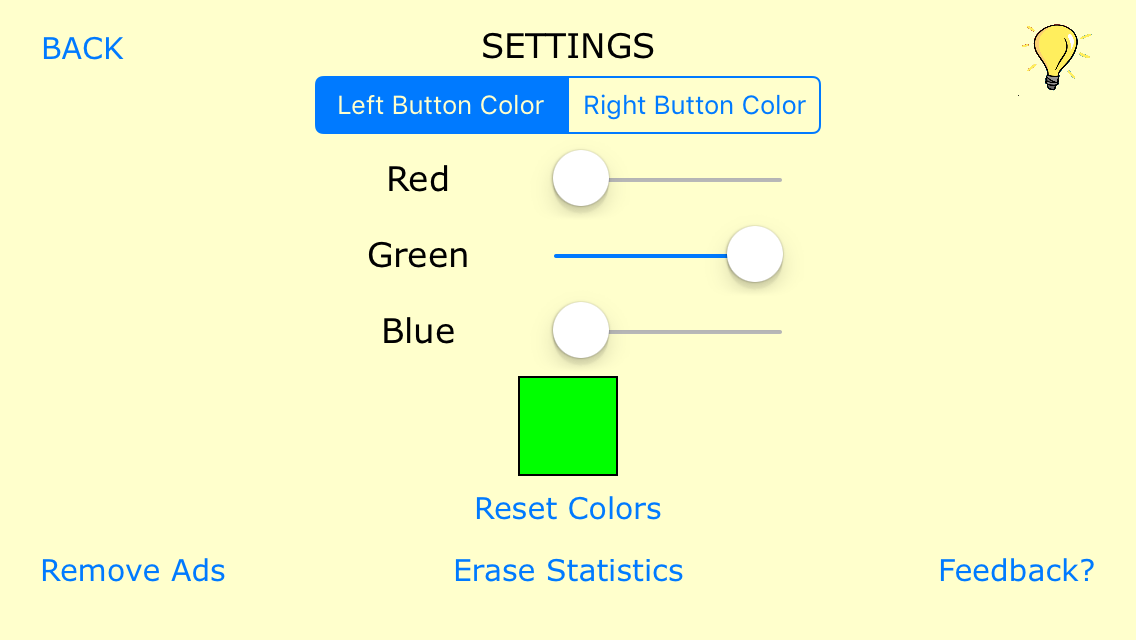 BACK
SETTINGS
Left Button Color
Right Button Color
Red
Green
Blue
Reset Colors
Remove Ads
Erase Statistics
Feedback?